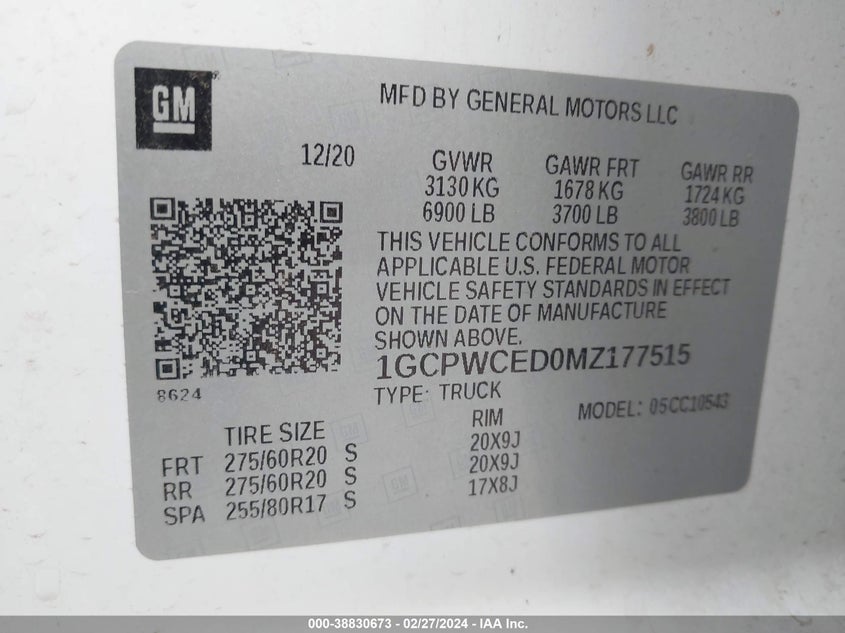 GM
MFD BY GENERAL MOTORS LLC
12/20
GVWR GAWR FRT GAWR RR
3130 KG 1678 KG 1724 KG
6900 LB 3700 LB 3800 LB
THIS VEHICLE CONFORMS TO ALL
APPLICABLE U.S. FEDERAL MOTOR
VEHICLE SAFETY STANDARDS IN EFFECT
ON THE DATE OF MANUFACTURE
SHOWN ABOVE.
1GCPWCED0MZ177515
8624
TYPE: TRUCK
MODEL: 05CC10543
TIRE SIZE RIM
FRT 275/60R20 S 20X9J
RR 275/60R20 S 20X9J
SPA 255/80R17 S 17X8J
000-38830673 - 02/27/2024 - IAA Inc.